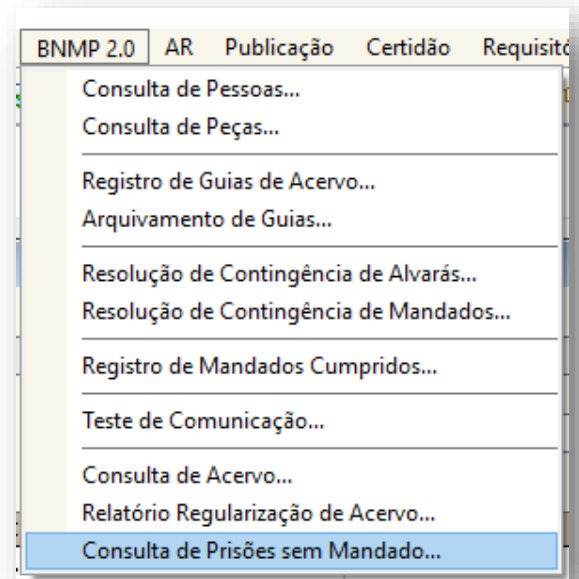 BNMP 2.0 AR Publicação Certidão
Consulta de Pessoas...
Consulta de Peças...
Registro de Guias de Acervo...
Arquivamento de Guias...
Resolução de Contingência de Alvarás...
Resolução de Contingência de Mandados...
Registro de Mandados Cumpridos...
Teste de Comunicação...
Consulta de Acervo...
Relatório Regularização de Acervo...
Consulta de Prisões sem Mandado...